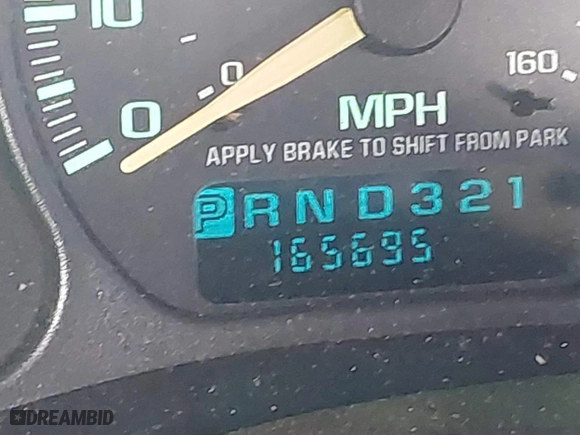 10
0
0
160
MPH
APPLY BRAKE TO SHIFT FROM PARK
P R N D 3 2 1
165695
DREAMBID